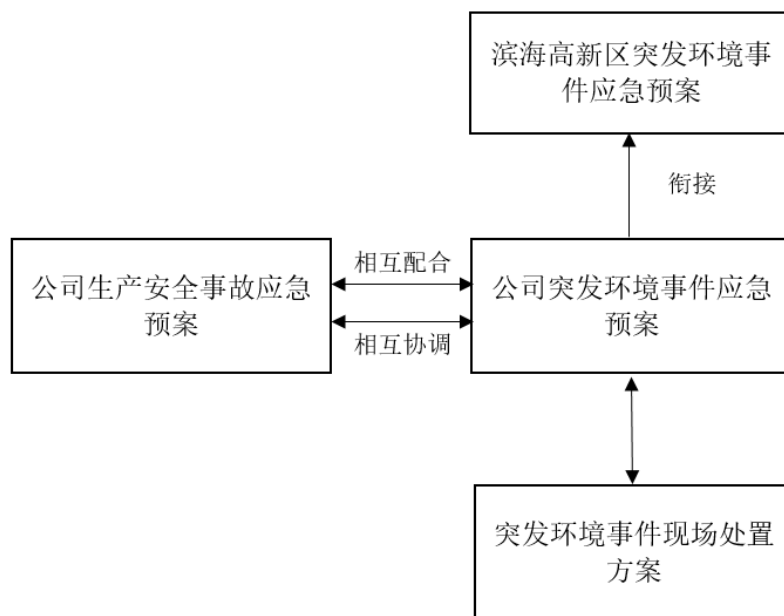 滨海高新区突发环境事
件应急预案
衔接
相互配合
公司生产安全事故应急
预案
公司突发环境事件应急
预案
相互协调
突发环境事件现场处置
方案